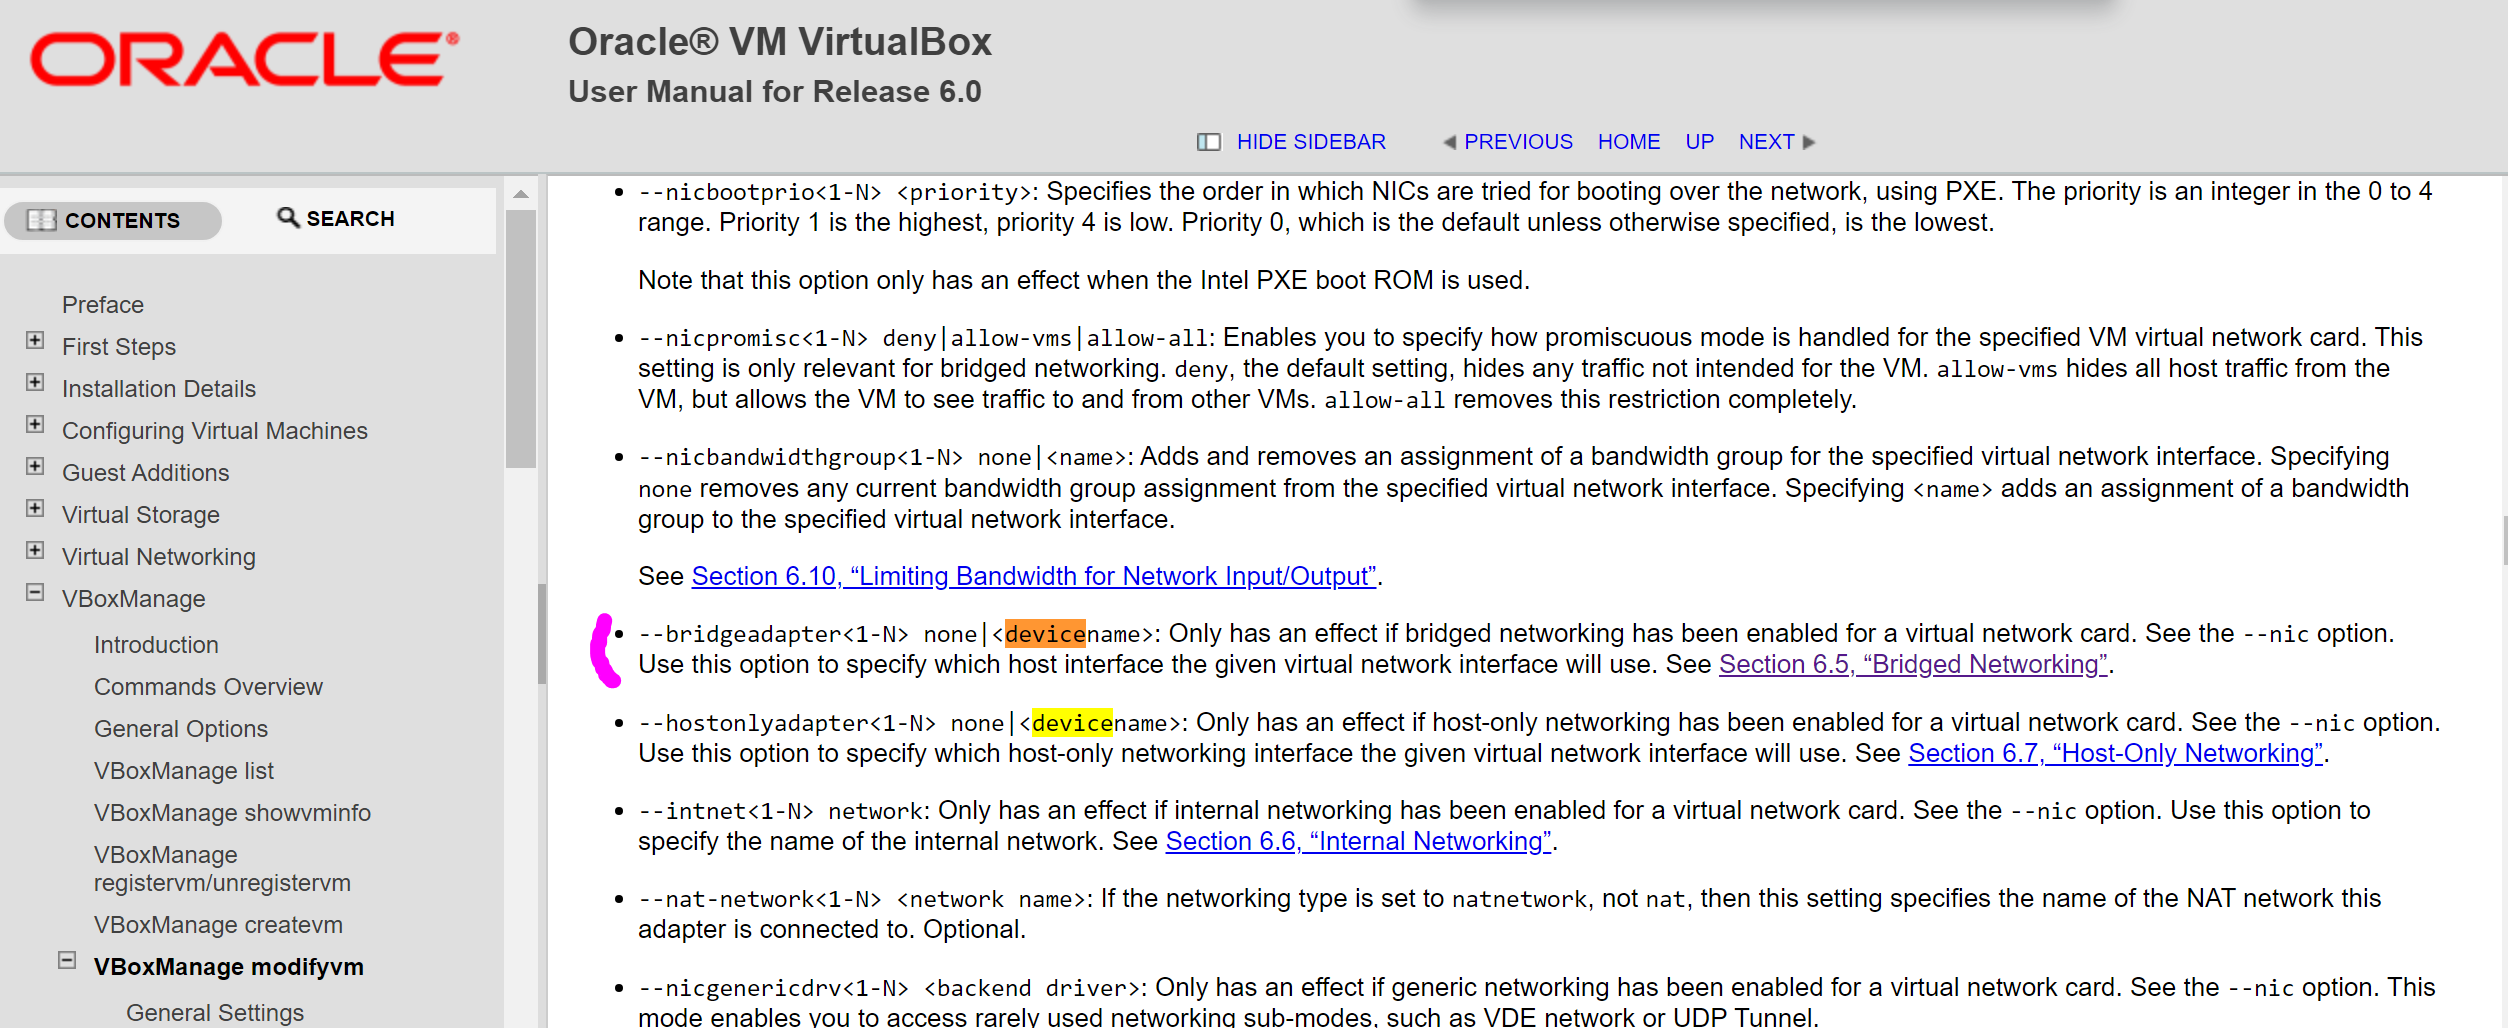 ORACLE®
Oracle® VM VirtualBox
User Manual for Release 6.0
HIDE SIDEBAR PREVIOUS HOME UP NEXT
CONTENTS SEARCH
Preface
First Steps
Installation Details
Configuring Virtual Machines
Guest Additions
Virtual Storage
Virtual Networking
VBoxManage
Introduction
Commands Overview
General Options
VBoxManage list
VBoxManage showvminfo
VBoxManage
registervm/unregistervm
VBoxManage createvm
VBoxManage modifyvm
General Settings
• --nicbootprio<1-N> <priority>: Specifies the order in which NICs are tried for booting over the network, using PXE. The priority is an integer in the 0 to 4
range. Priority 1 is the highest, priority 4 is low. Priority 0, which is the default unless otherwise specified, is the lowest.
Note that this option only has an effect when the Intel PXE boot ROM is used.
• --nicpromisc<1-N> deny|allow-vms|allow-all: Enables you to specify how promiscuous mode is handled for the specified VM virtual network card. This
setting is only relevant for bridged networking. deny, the default setting, hides any traffic not intended for the VM. allow-vms hides all host traffic from the
VM, but allows the VM to see traffic to and from other VMs. allow-all removes this restriction completely.
• --nicbandwidthgroup<1-N> none|<name>: Adds and removes an assignment of a bandwidth group for the specified virtual network interface. Specifying
none removes any current bandwidth group assignment from the specified virtual network interface. Specifying <name> adds an assignment of a bandwidth
group to the specified virtual network interface.
See Section 6.10, “Limiting Bandwidth for Network Input/Output”.
• --bridgeadapter<1-N> none|<devicename>: Only has an effect if bridged networking has been enabled for a virtual network card. See the --nic option.
Use this option to specify which host interface the given virtual network interface will use. See Section 6.5, “Bridged Networking”.
• --hostonlyadapter<1-N> none|<devicename>: Only has an effect if host-only networking has been enabled for a virtual network card. See the --nic option.
Use this option to specify which host-only networking interface the given virtual network interface will use. See Section 6.7, “Host-Only Networking”.
• --intnet<1-N> network: Only has an effect if internal networking has been enabled for a virtual network card. See the --nic option. Use this option to
specify the name of the internal network. See Section 6.6, “Internal Networking”.
• --nat-network<1-N> <network name>: If the networking type is set to natnetwork, not nat, then this setting specifies the name of the NAT network this
adapter is connected to. Optional.
• --nicgenericdrv<1-N> <backend driver>: Only has an effect if generic networking has been enabled for a virtual network card. See the --nic option. This
mode enables you to access rarely used networking sub-modes, such as VDE network or UDP Tunnel.